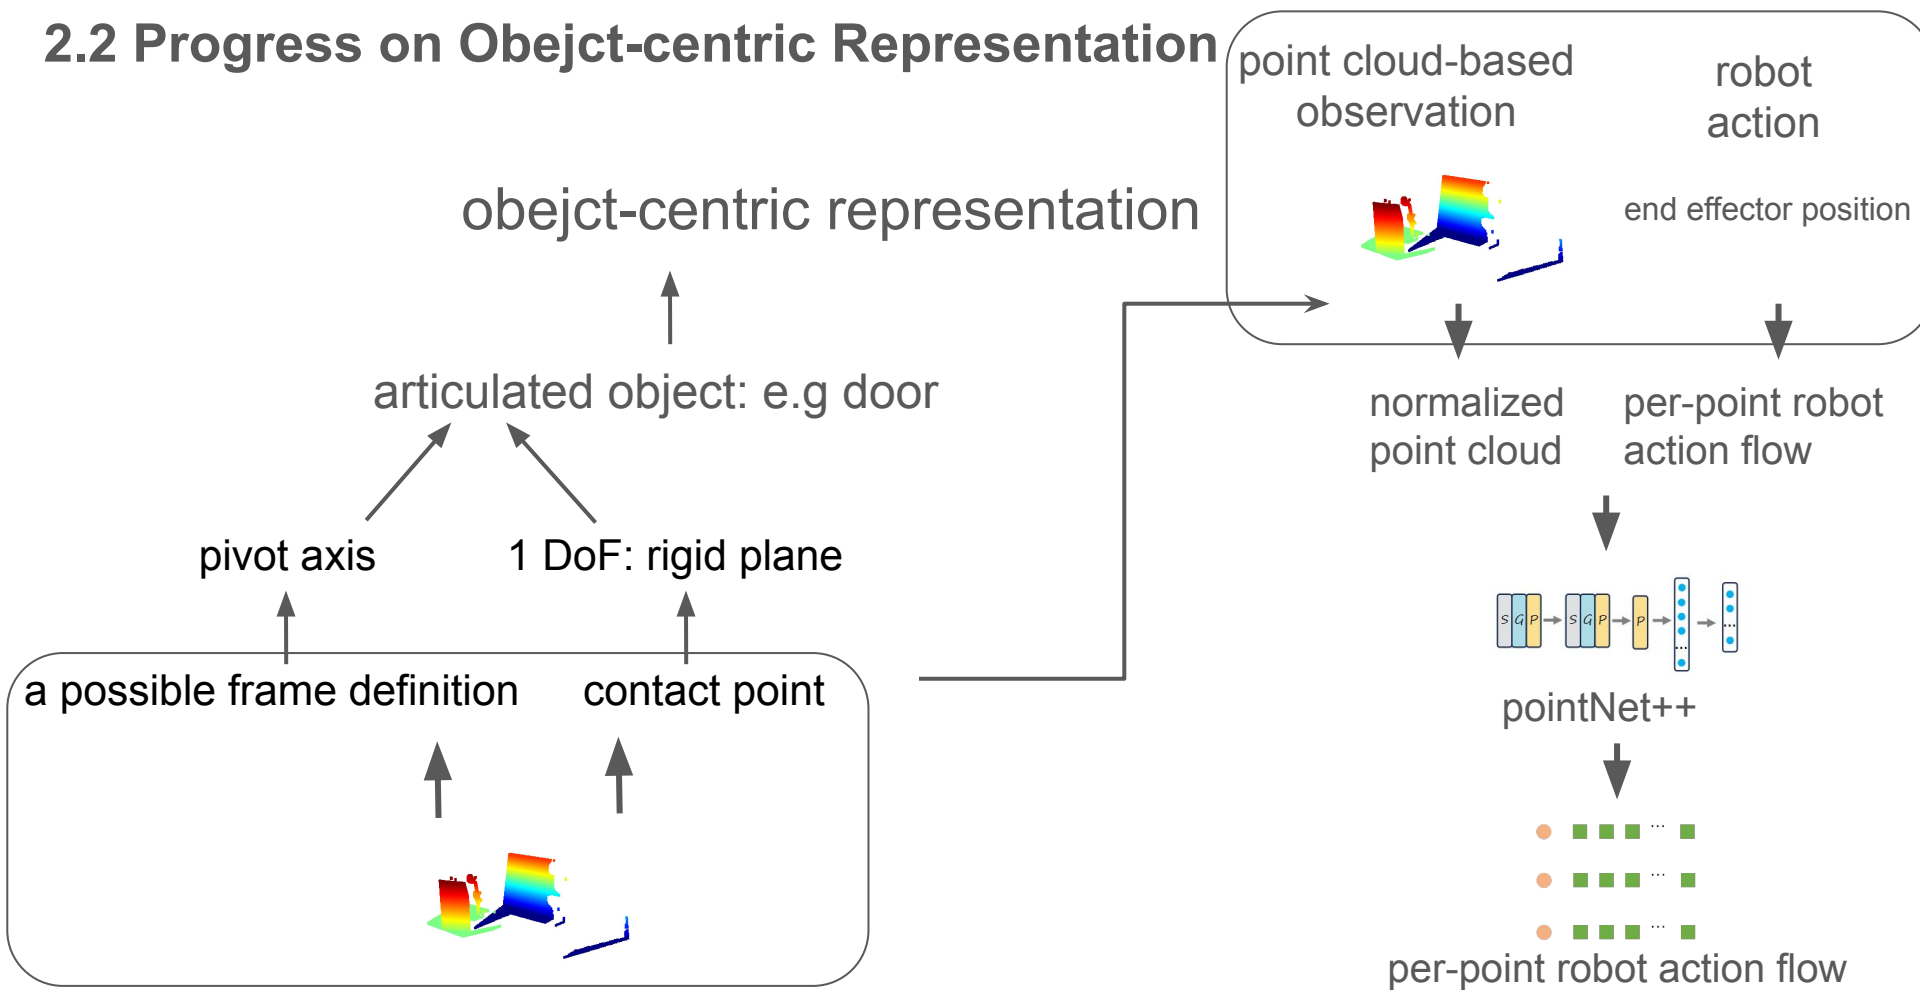 2.2 Progress on Obejct-centric Representation
obejct-centric representation
articulated object: e.g door
pivot axis
1 DoF: rigid plane
a possible frame definition
contact point
point cloud-based
observation
robot
action
end effector position
normalized
point cloud
per-point robot
action flow
S G P
S G P
P
...
...
pointNet++
...
...
...
per-point robot action flow